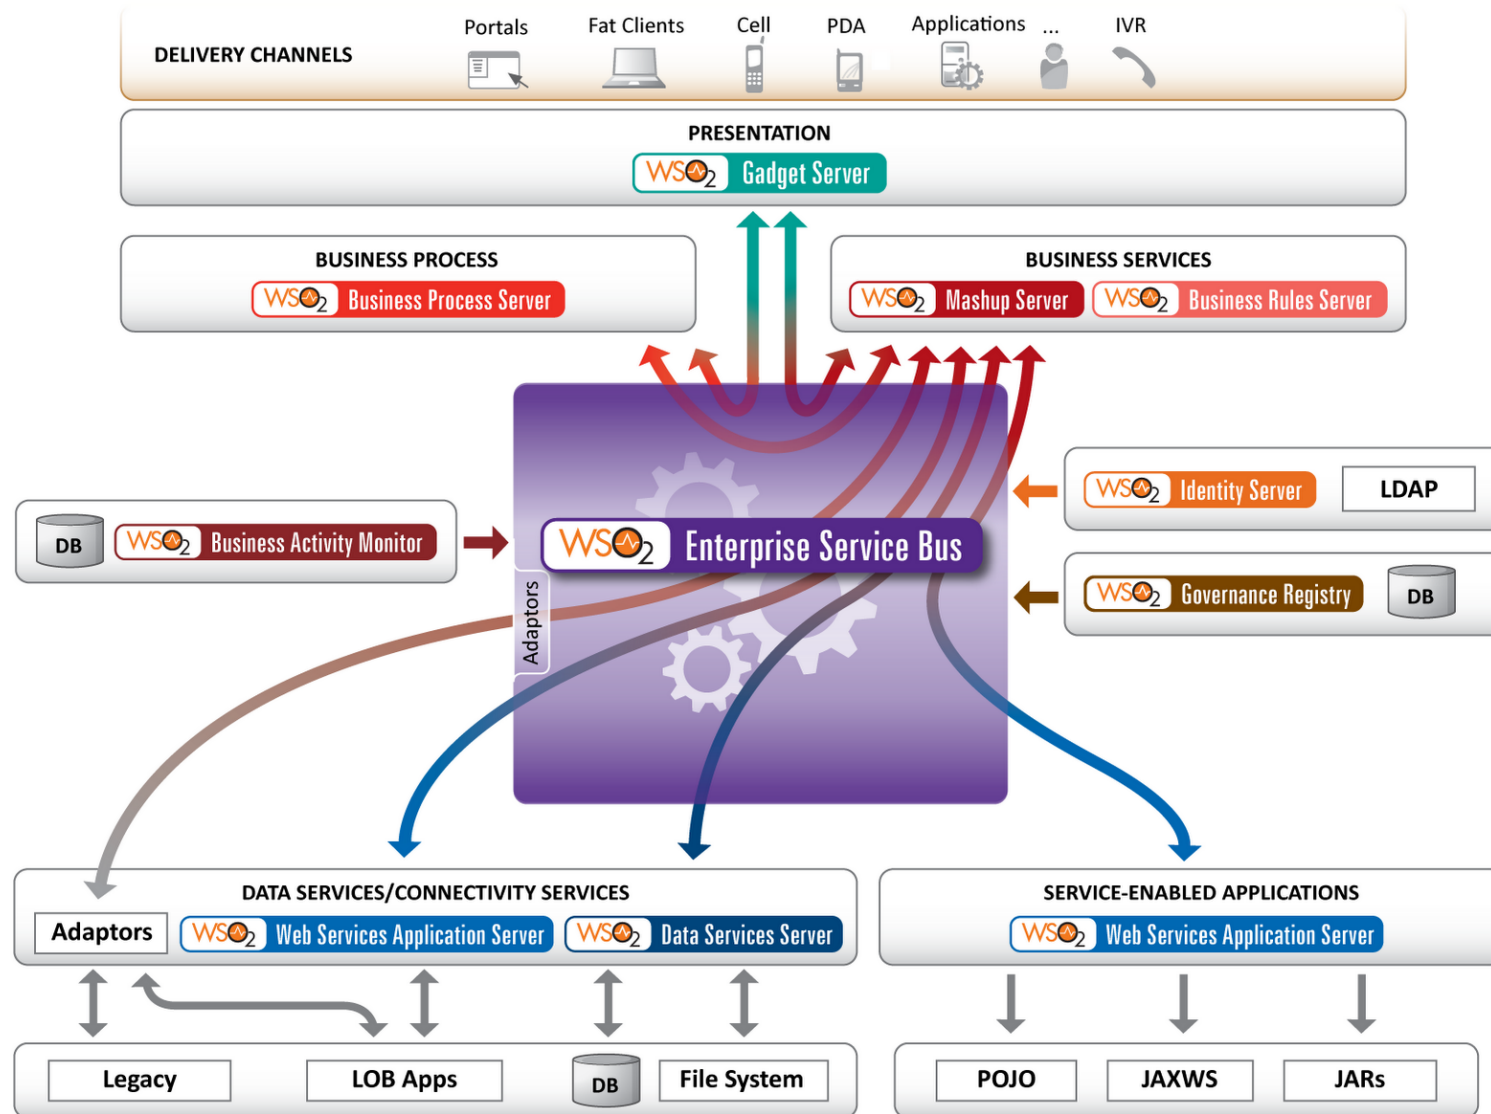 Portals
Fat Clients
Cell
PDA
Applications
...
IVR
DELIVERY CHANNELS
PRESENTATION
WSO2 Gadget Server
BUSINESS PROCESS
WSO2 Business Process Server
BUSINESS SERVICES
WSO2 Mashup Server
WSO2 Business Rules Server
DB
WSO2 Business Activity Monitor
WSO2 Enterprise Service Bus
Adaptors
WSO2 Identity Server
LDAP
WSO2 Governance Registry
DB
DATA SERVICES/CONNECTIVITY SERVICES
Adaptors
WSO2 Web Services Application Server
WSO2 Data Services Server
SERVICE-ENABLED APPLICATIONS
WSO2 Web Services Application Server
Legacy
LOB Apps
DB
File System
POJO
JAXWS
JARs